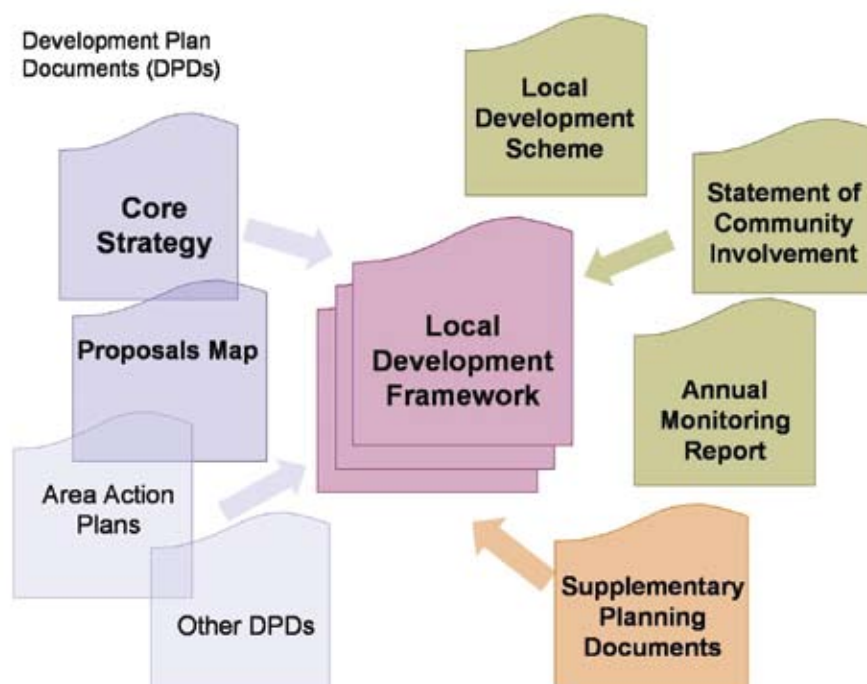 Development Plan
Documents (DPDs)
Core
Strategy
Proposals Map
Area Action
Plans
Other DPDs
Local
Development
Framework
Local
Development
Scheme
Statement of
Community
Involvement
Annual
Monitoring
Report
Supplementary
Planning
Documents